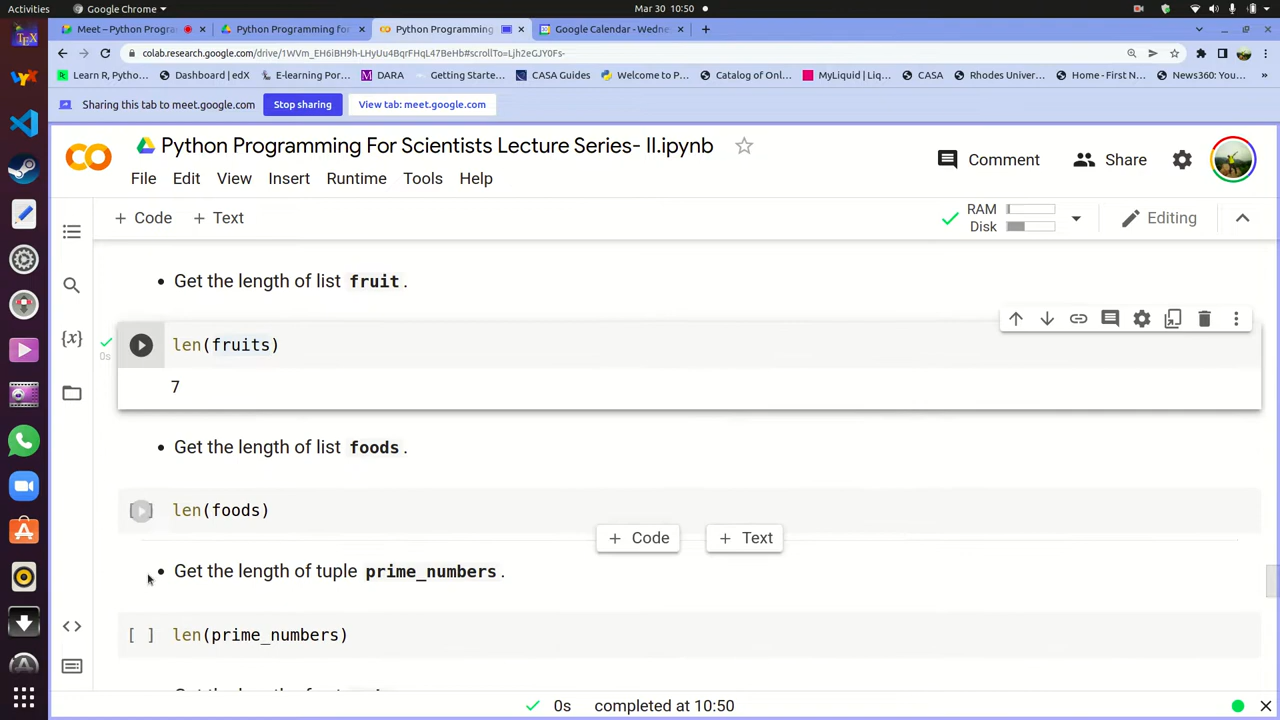 Activities
Google Chrome
Mar 30 10:50
Meet – Python Progra
Python Programming for
Python Programming
Google Calendar - Wedne
colab.research.google.com/drive/1WVm_EH6iBH9h-LHyUu4BqrFHqL47BeHb#scrollTo=Ljh2eGJY0Fs-
Learn R, Pytho...
Dashboard | edX
E-learning Por...
DARA
Getting Starte...
CASA Guides
Welcome to P...
Catalog of Onl...
MyLiquid | Liq...
CASA
Rhodes Univer...
Home - First N...
News360: You...
»
Sharing this tab to meet.google.com
Stop sharing
View tab: meet.google.com
Python Programming For Scientists Lecture Series- II.ipynb
Comment
Share
File Edit View Insert Runtime Tools Help
+ Code + Text
RAM
Disk
Editing
• Get the length of list fruit.
len(fruits)
0s
7
• Get the length of list foods.
[ ] len(foods)
+ Code
+ Text
• Get the length of tuple prime_numbers.
[ ] len(prime_numbers)
0s completed at 10:50